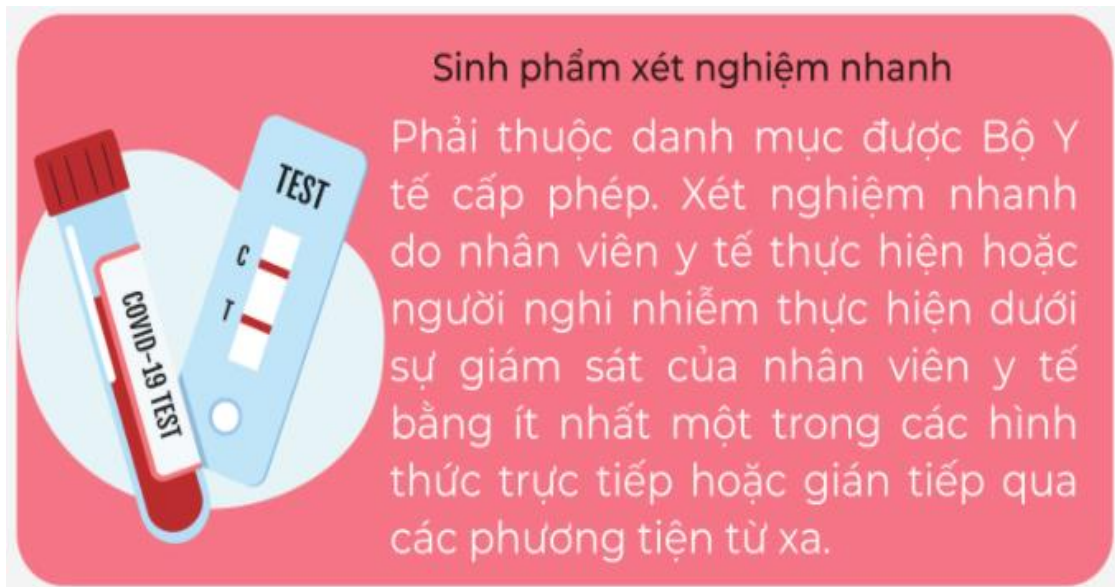 Sinh phẩm xét nghiệm nhanh
Phải thuộc danh mục được Bộ Y
tế cấp phép. Xét nghiệm nhanh
do nhân viên y tế thực hiện hoặc
người nghi nhiễm thực hiện dưới
sự giám sát của nhân viên y tế
bằng ít nhất một trong các hình
thức trực tiếp hoặc gián tiếp qua
các phương tiện từ xa.
TEST
C
T
COVID-19 TEST